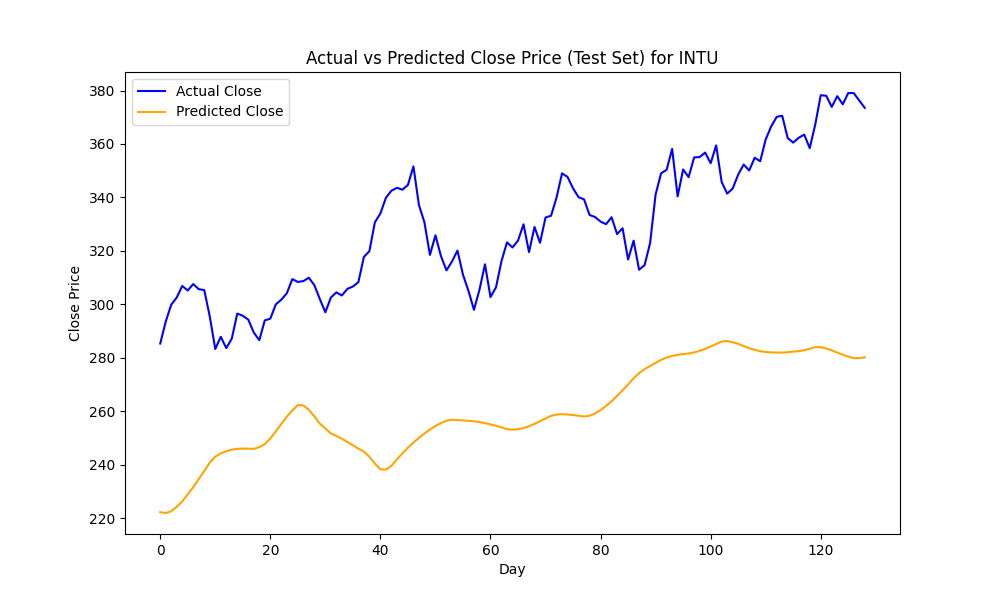 Actual vs Predicted Close Price (Test Set) for INTU
Actual Close
Predicted Close
380
360
340
320
300
280
260
240
220
Close Price
0 20 40 60 80 100 120
Day